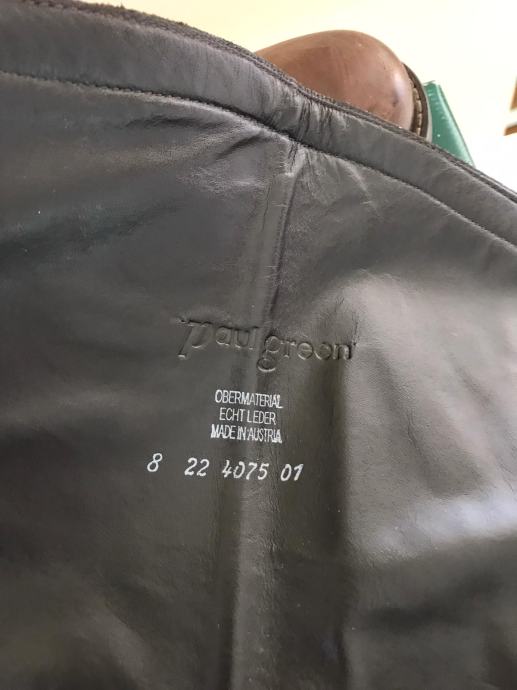 Paul green
OBERMATERIAL
ECHT LEDER
MADE IN AUSTRIA
8 22 4075 01